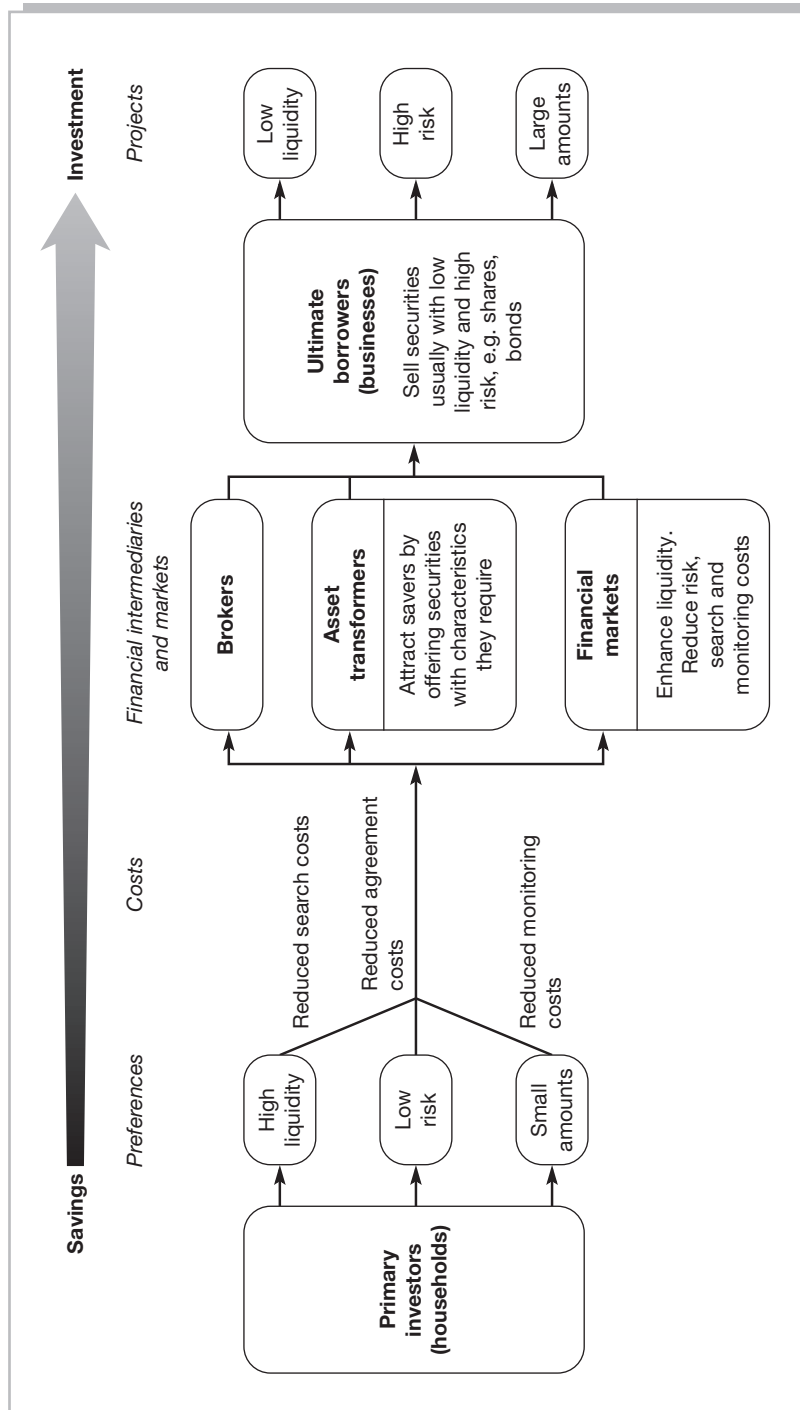 Savings
Investment
Preferences
Costs
Financial intermediaries
and markets
Projects
Primary
investors
(households)
High
liquidity
Low
risk
Small
amounts
Reduced search costs
Reduced agreement
costs
Reduced monitoring
costs
Brokers
Asset
transformers
Attract savers by
offering securities
with characteristics
they require
Financial
markets
Enhance liquidity.
Reduce risk,
search and
monitoring costs
Ultimate
borrowers
(businesses)
Sell securities
usually with low
liquidity and high
risk, e.g. shares,
bonds
Low
liquidity
High
risk
Large
amounts